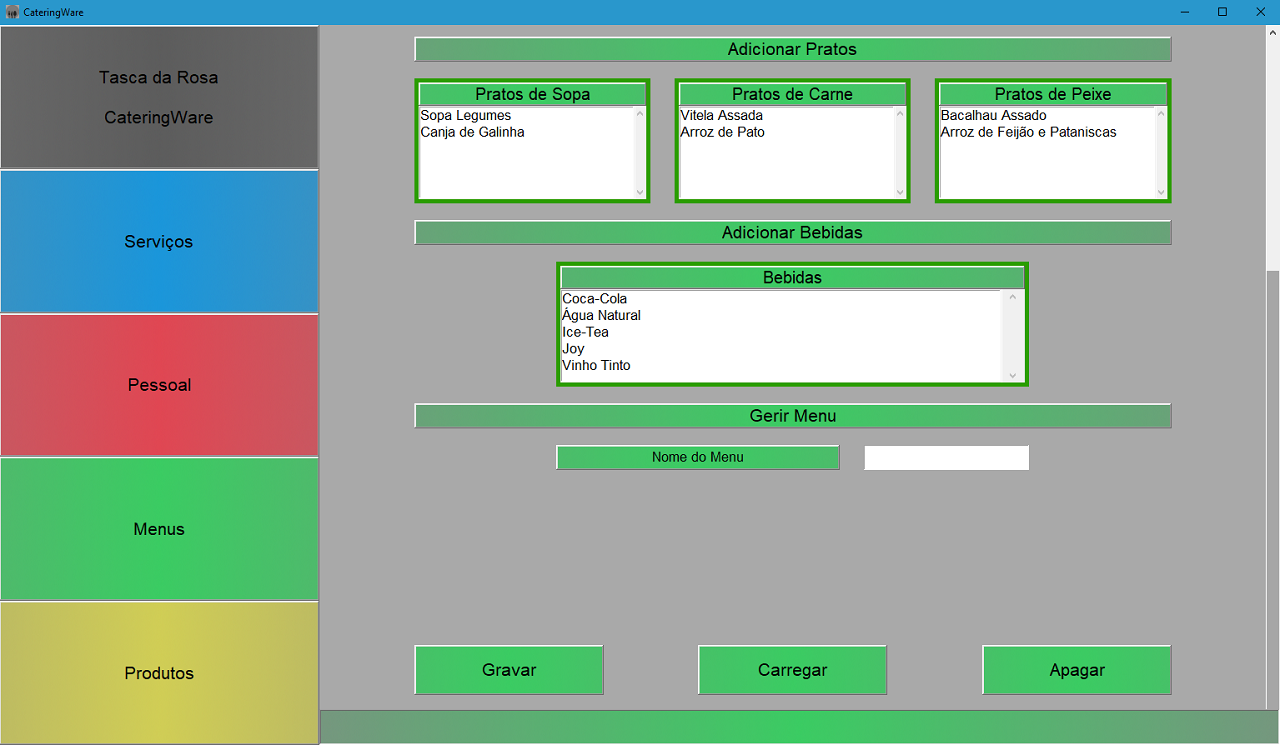 CateringWare
Tasca da Rosa
CateringWare
Serviços
Pessoal
Menus
Produtos
Adicionar Pratos
Pratos de Sopa
Sopa Legumes
Canja de Galinha
Pratos de Carne
Vitela Assada
Arroz de Pato
Pratos de Peixe
Bacalhau Assado
Arroz de Feijão e Pataniscas
Adicionar Bebidas
Bebidas
Coca-Cola
Água Natural
Ice-Tea
Joy
Vinho Tinto
Gerir Menu
Nome do Menu
Gravar
Carregar
Apagar